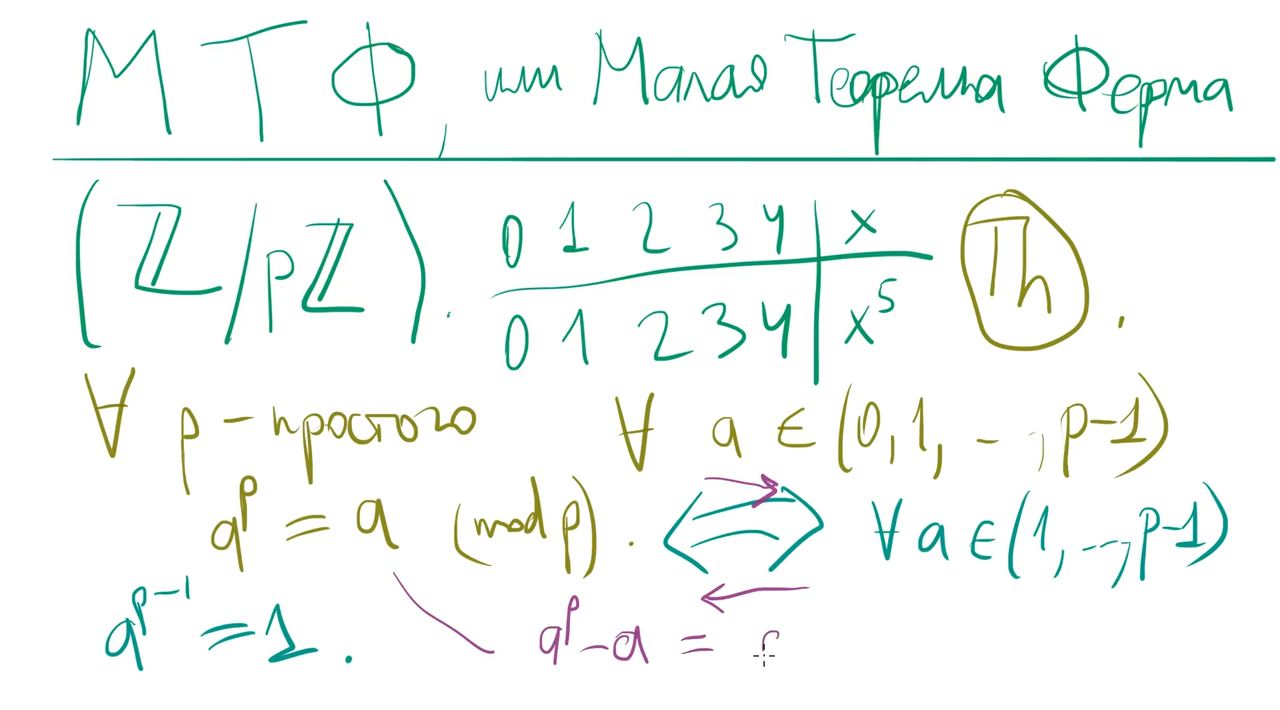 МТФ, или Малая Теорема Ферма
(ℤ/pℤ). 0 1 2 3 4 | x Th.
0 1 2 3 4 | x⁵
∀ p - простого ∀ a ∈ (0, 1, -, p-1)
a^p = a (mod p). ⟺ ∀ a ∈ (1, .., p-1)
a^{p-1} = 1. a^p - a =